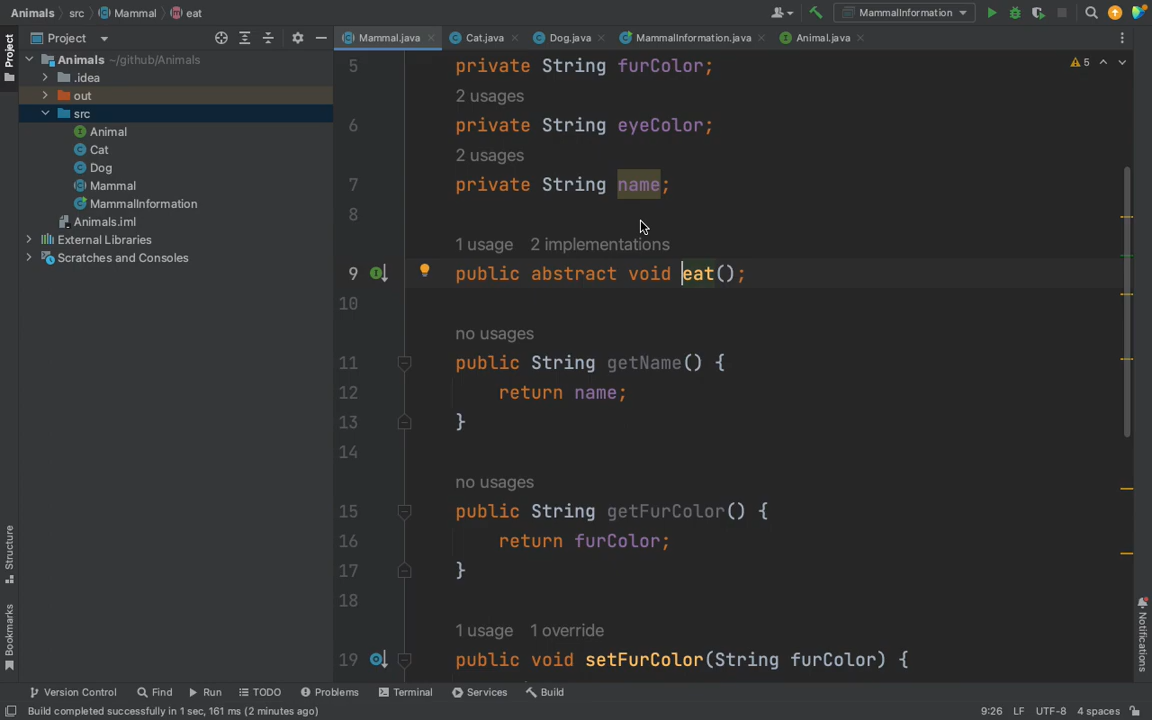 Animals src Mammal eat MammalInformation
Project
Mammal.java Cat.java Dog.java MammalInformation.java Animal.java
Project
Animals ~/github/Animals
.idea
out
src
Animal
Cat
Dog
Mammal
MammalInformation
Animals.iml
External Libraries
Scratches and Consoles
5 private String furColor;
5
2 usages
6 private String eyeColor;
2 usages
7 private String name;
8
1 usage 2 implementations
9 public abstract void eat();
10
no usages
11 public String getName() {
12 return name;
13 }
14
no usages
15 public String getFurColor() {
16 return furColor;
17 }
18
1 usage 1 override
19 public void setFurColor(String furColor) {
Structure
Bookmarks
Notifications
Version Control Find Run TODO Problems Terminal Services Build
Build completed successfully in 1 sec, 161 ms (2 minutes ago) 9:26 LF UTF-8 4 spaces